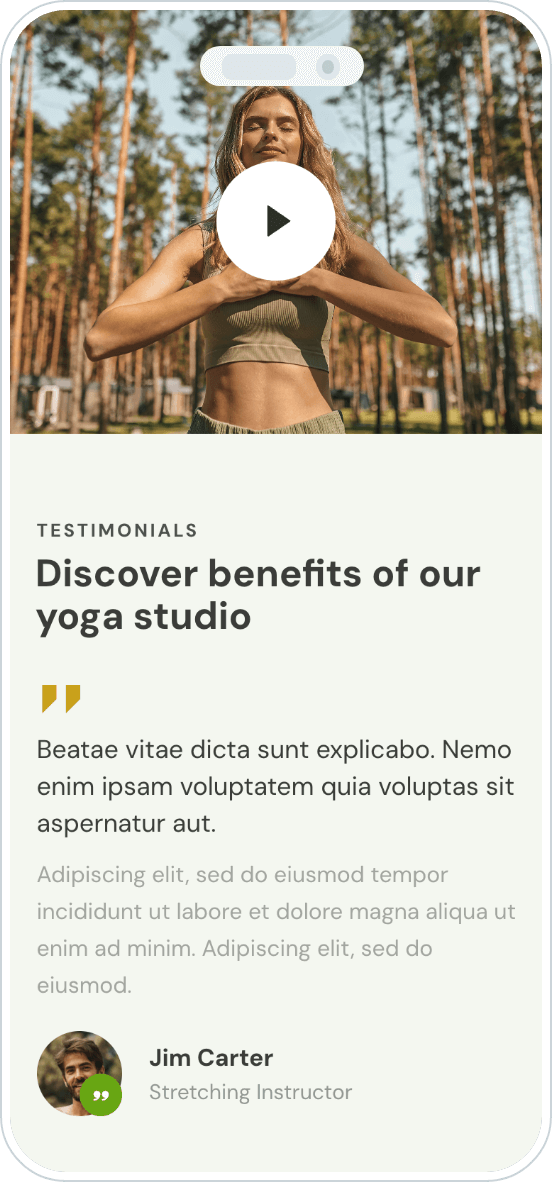 TESTIMONIALS
Discover benefits of our
yoga studio
Beatae vitae dicta sunt explicabo. Nemo
enim ipsam voluptatem quia voluptas sit
aspernatur aut.
Adipiscing elit, sed do eiusmod tempor
incididunt ut labore et dolore magna aliqua ut
enim ad minim. Adipiscing elit, sed do
eiusmod.
Jim Carter
Stretching Instructor